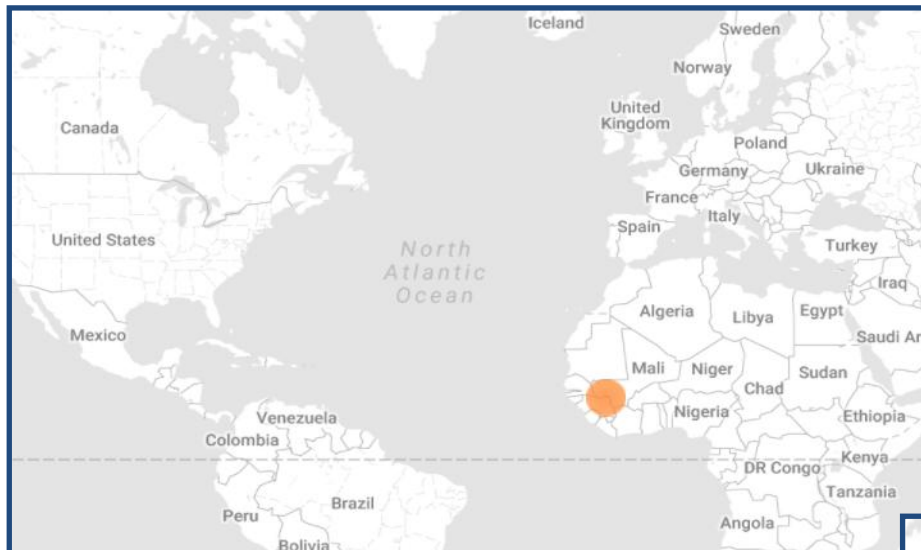 Iceland
Sweden
Norway
United
Kingdom
Canada
Poland
Germany
Ukraine
France
Italy
Spain
United States
Turkey
North
Atlantic
Ocean
Iraq
Algeria
Libya
Egypt
Saudi Ar
Mexico
Mali
Niger
Chad
Sudan
Nigeria
Ethiopia
Venezuela
Colombia
Kenya
DR Congo
Tanzania
Brazil
Peru
Angola
Bolivia